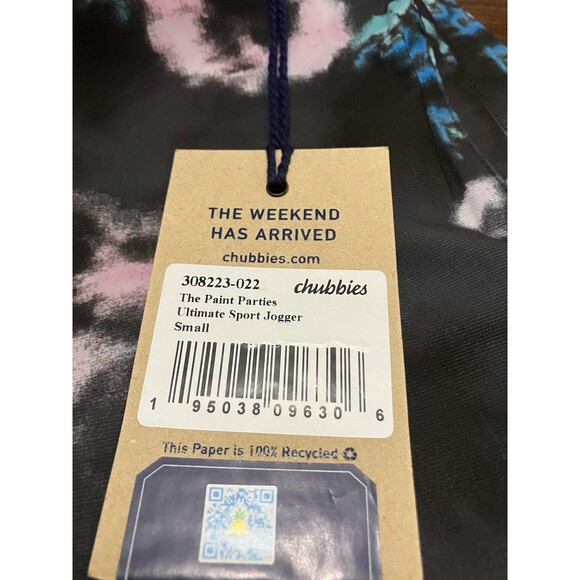 THE WEEKEND
HAS ARRIVED
chubbies.com
308223-022
chubbies
The Paint Parties
Ultimate Sport Jogger
Small
1 95038 09630 6
This Paper is 100% Recycled